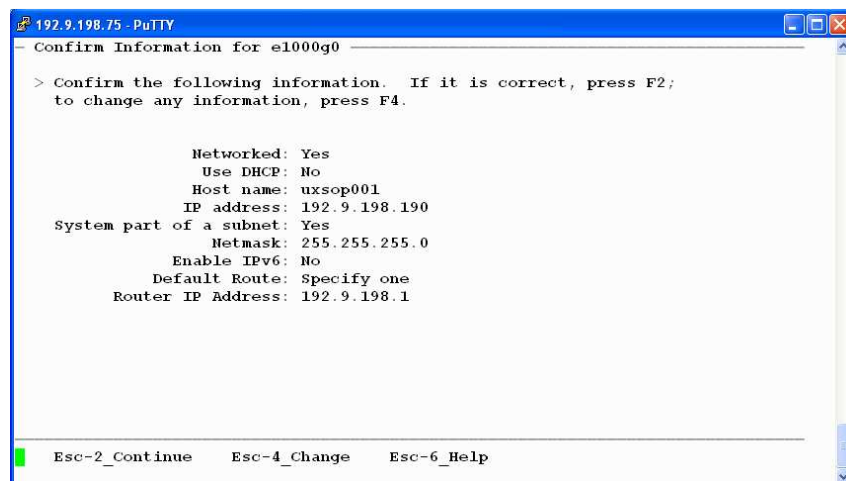 192.9.198.75 - PuTTY
- Confirm Information for e1000g0
> Confirm the following information. If it is correct, press F2;
to change any information, press F4.
Networked: Yes
Use DHCP: No
Host name: uxsop001
IP address: 192.9.198.190
System part of a subnet: Yes
Netmask: 255.255.255.0
Enable IPv6: No
Default Route: Specify one
Router IP Address: 192.9.198.1
Esc-2_Continue Esc-4_Change Esc-6_Help